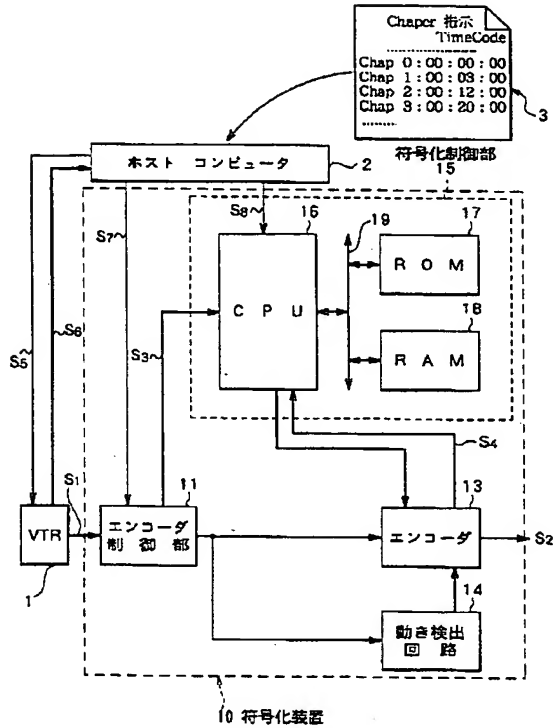 Chaper 指示
TimeCode
Chap 0:00:00:00
Chap 1:00:03:00
Chap 2:00:12:00
Chap 3:00:20:00
3
符号化制御部
15
ホスト コンピュータ
2
S8
16
19
17
S7
CPU
ROM
18
RAM
S5
S6
S3
S4
S1
11
13
VTR
エンコーダ
制御部
エンコーダ
S2
1
14
動き検出
回路
10 符号化装置